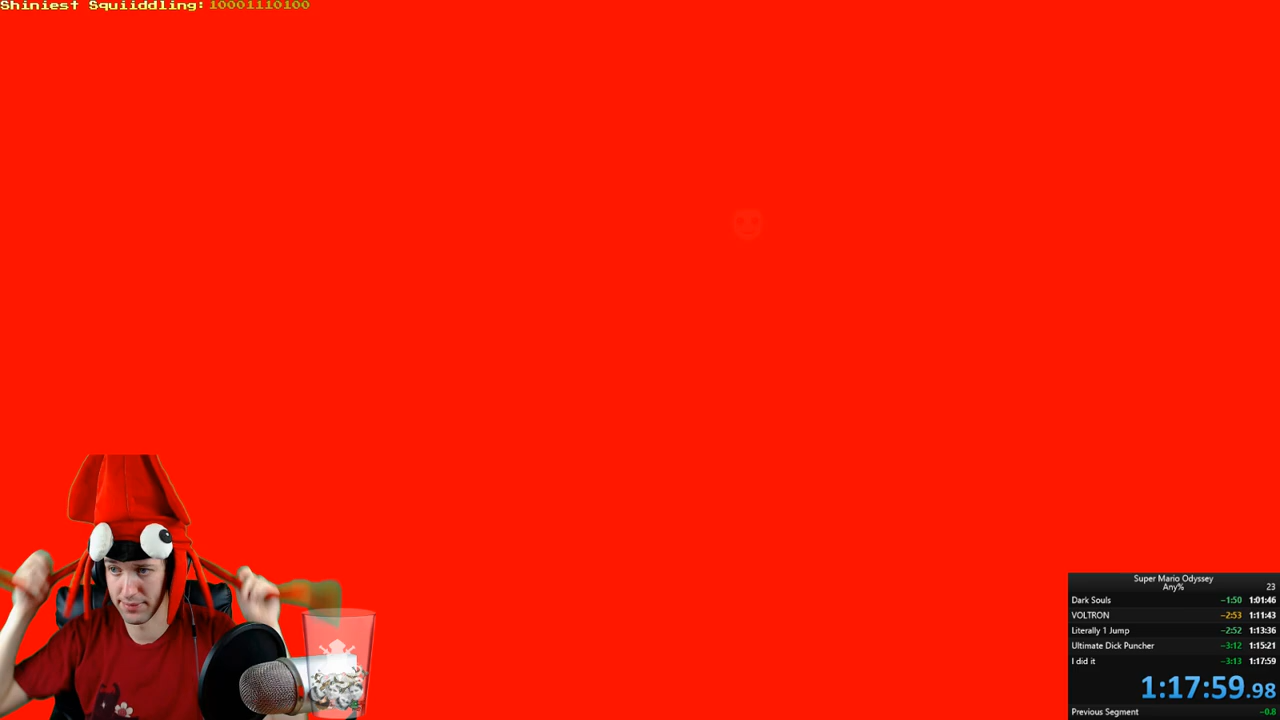 Shiniest Squiiddling: 10001110100
Super Mario Odyssey
Any% 23
Dark Souls −1:50 1:01:46
VOLTRON −2:53 1:11:43
Literally 1 Jump −2:52 1:13:36
Ultimate Dick Puncher −3:12 1:15:21
I did it −3:13 1:17:59
1:17:59.98
Previous Segment −0.8